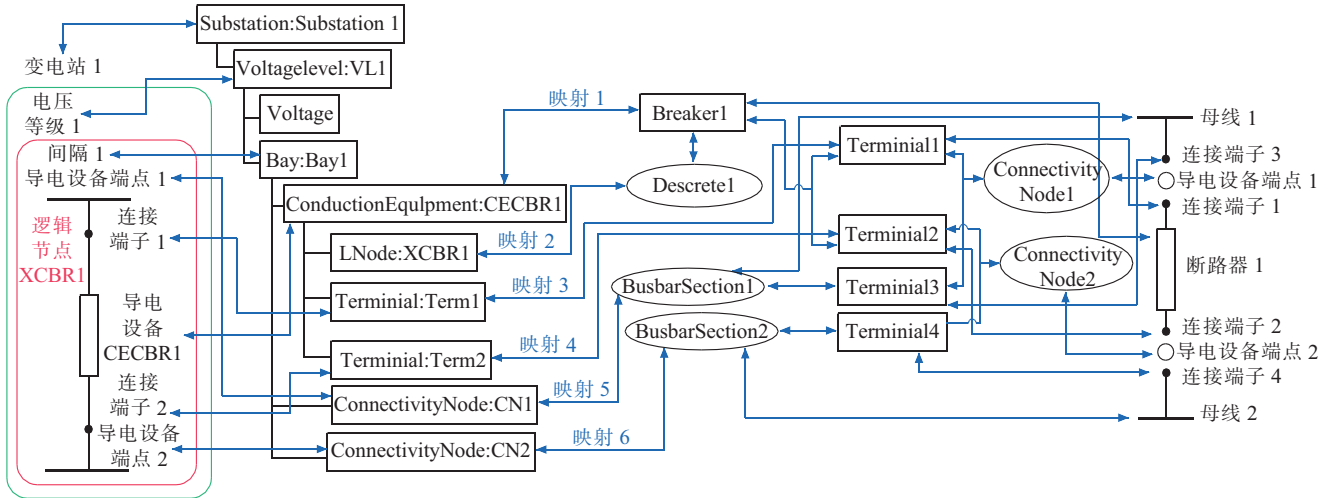 变电站 1
电压
等级 1
间隔 1
导电设备端点 1
逻辑
节点
XCBR1
连接
端子 1
导电
设备
CECBR1
连接
端子 2
导电设备
端点 2
Substation:Substation 1
Voltagelevel:VL1
Voltage
Bay:Bay1
ConductionEqulpment:CECBR1
LNode:XCBR1
Terminial:Term1
Terminial:Term2
ConnectivityNode:CN1
ConnectivityNode:CN2
映射 1
映射 2
映射 3
映射 4
映射 5
映射 6
Breaker1
Descrete1
BusbarSection1
BusbarSection2
Terminial1
Terminial2
Terminial3
Terminial4
Connectivity
Node1
Connectivity
Node2
母线 1
连接端子 3
导电设备端点 1
连接端子 1
断路器 1
连接端子 2
导电设备端点 2
连接端子 4
母线 2